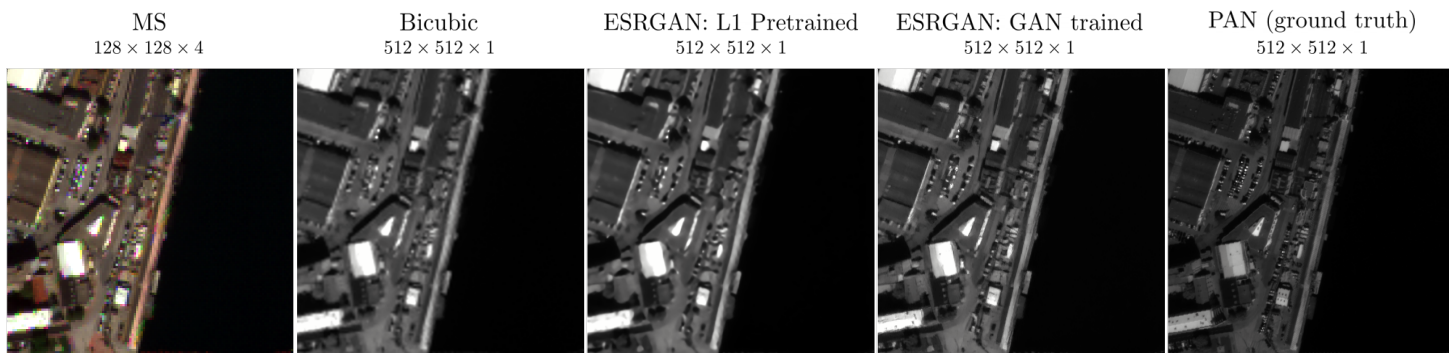 MS
128 × 128 × 4
Bicubic
512 × 512 × 1
ESRGAN: L1 Pretrained
512 × 512 × 1
ESRGAN: GAN trained
512 × 512 × 1
PAN (ground truth)
512 × 512 × 1